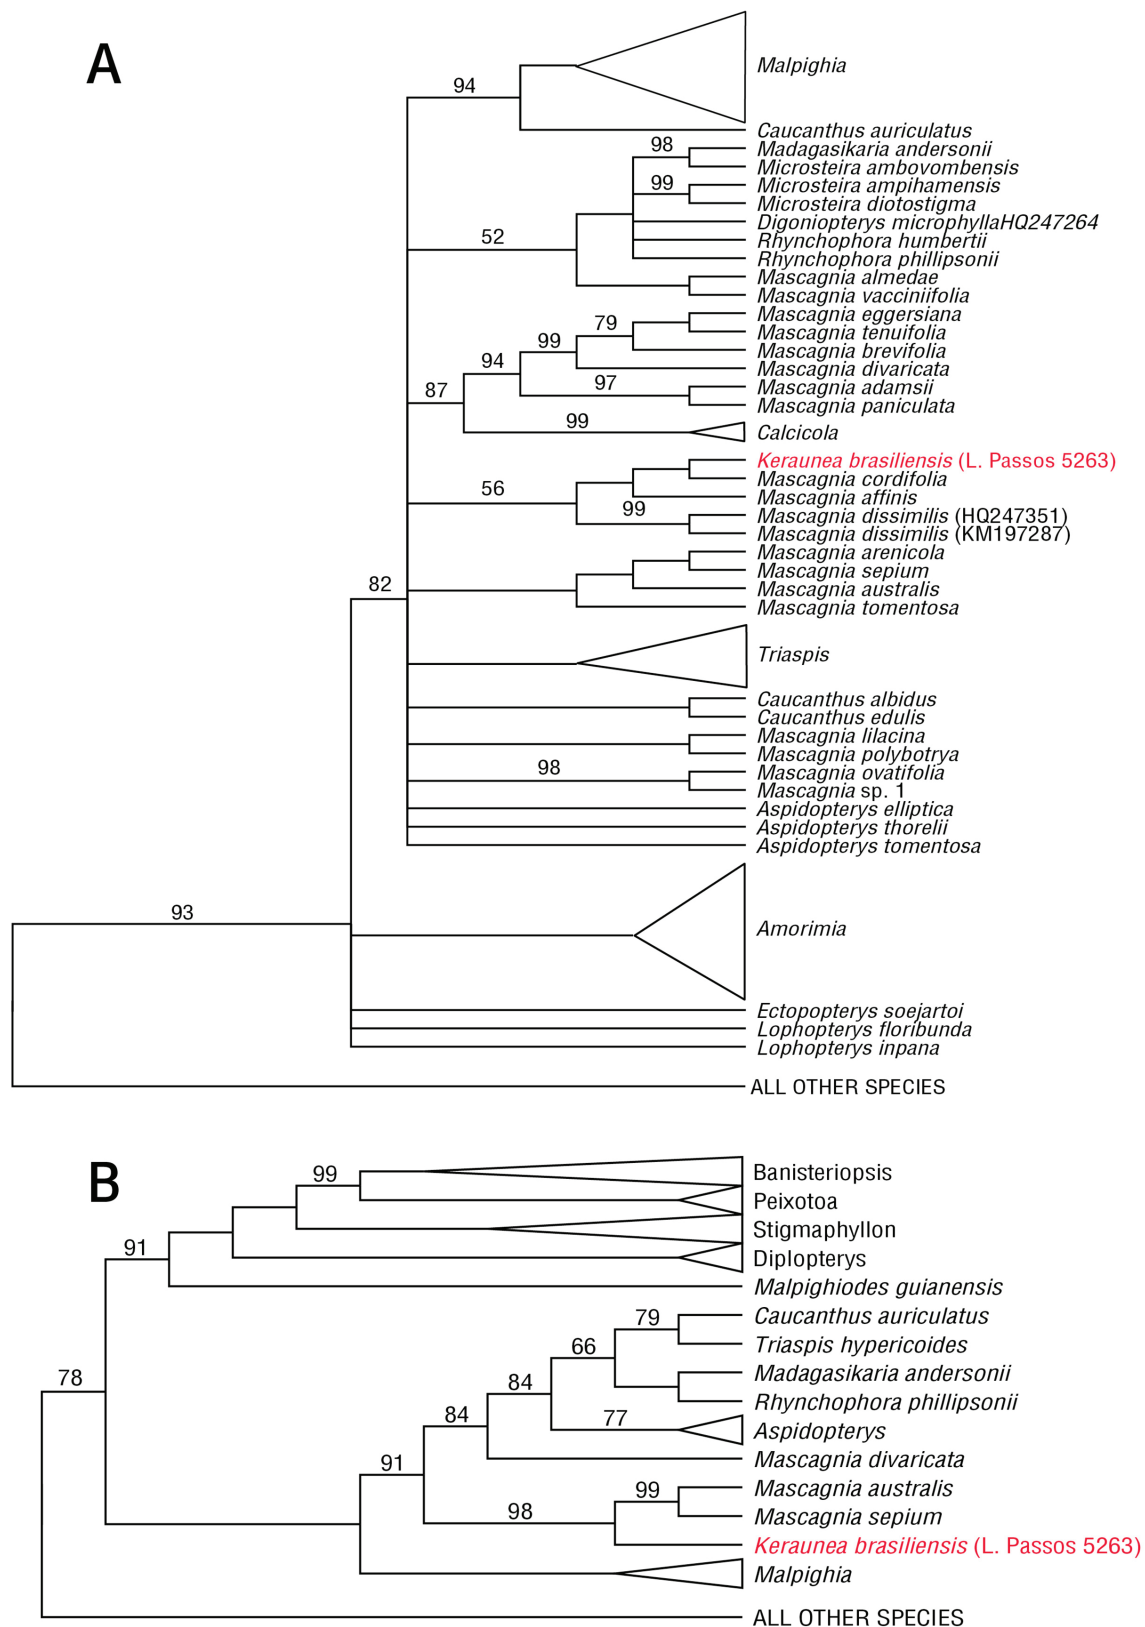 A
94
Malpighia
Caucanthus auriculatus
98
Madagasikaria andersonii
Microsteira ambovombensis
99
Microsteira ampihamensis
Microsteira diotostigma
Digoniopterys microphyllaHQ247264
52
Rhynchophora humbertii
Rhynchophora phillipsonii
Mascagnia almedae
Mascagnia vacciniifolia
Mascagnia eggersiana
79
Mascagnia tenuifolia
99
Mascagnia brevifolia
94
Mascagnia divaricata
97
87
Mascagnia adamsii
Mascagnia paniculata
99
Calcicola
Keraunea brasiliensis (L. Passos 5263)
Mascagnia cordifolia
56
Mascagnia affinis
99
Mascagnia dissimilis (HQ247351)
Mascagnia dissimilis (KM197287)
Mascagnia arenicola
Mascagnia sepium
82
Mascagnia australis
Mascagnia tomentosa
Triaspis
Caucanthus albidus
Caucanthus edulis
Mascagnia lilacina
Mascagnia polybotrya
98
Mascagnia ovatifolia
Mascagnia sp. 1
Aspidopterys elliptica
Aspidopterys thorelii
Aspidopterys tomentosa
93
Amorimia
Ectopopterys soejartoi
Lophopterys floribunda
Lophopterys inpana
ALL OTHER SPECIES
B
99
Banisteriopsis
Peixotoa
Stigmaphyllon
91
Diplopterys
Malpighiodes guianensis
79
Caucanthus auriculatus
66
Triaspis hypericoides
78
84
Madagasikaria andersonii
Rhynchophora phillipsonii
84
77
Aspidopterys
91
Mascagnia divaricata
99
Mascagnia australis
98
Mascagnia sepium
Keraunea brasiliensis (L. Passos 5263)
Malpighia
ALL OTHER SPECIES